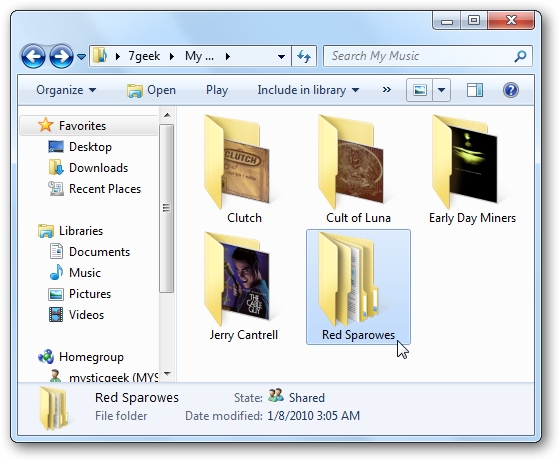 7geek
My ...
Search My Music
Organize
Open
Play
Include in library
»
Favorites
Desktop
Downloads
Recent Places
Libraries
Documents
Music
Pictures
Videos
Homegroup
mysticgeek (MYS
CLUTCH
Clutch
Cult of Luna
Early Day Miners
THE CABLE GUY
Jerry Cantrell
Red Sparowes
Red Sparowes
State: Shared
File folder
Date modified: 1/8/2010 3:05 AM